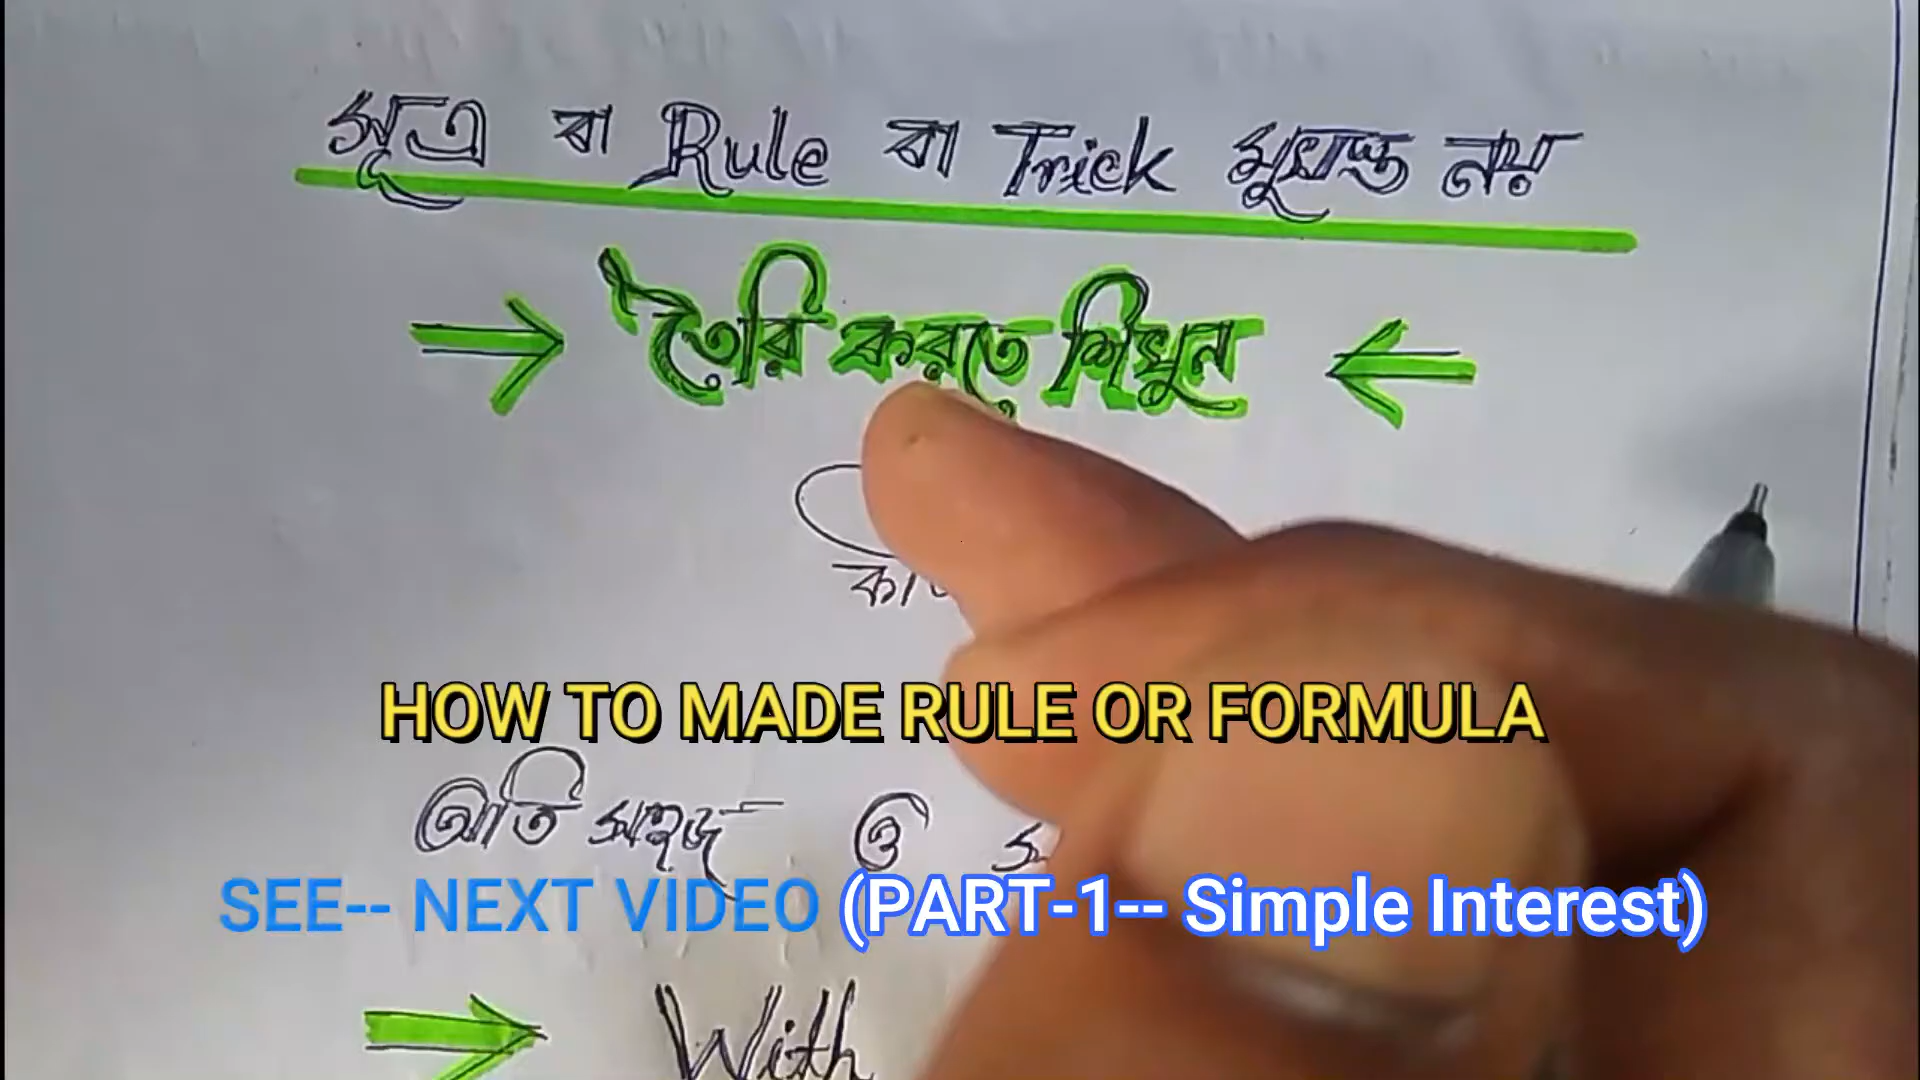 সূত্র বা Rule বা Trick মুখস্ত নয়
তৈরি করতে শিখুন
HOW TO MADE RULE OR FORMULA
অতি সহজ ও
SEE-- NEXT VIDEO (PART-1-- Simple Interest)
With